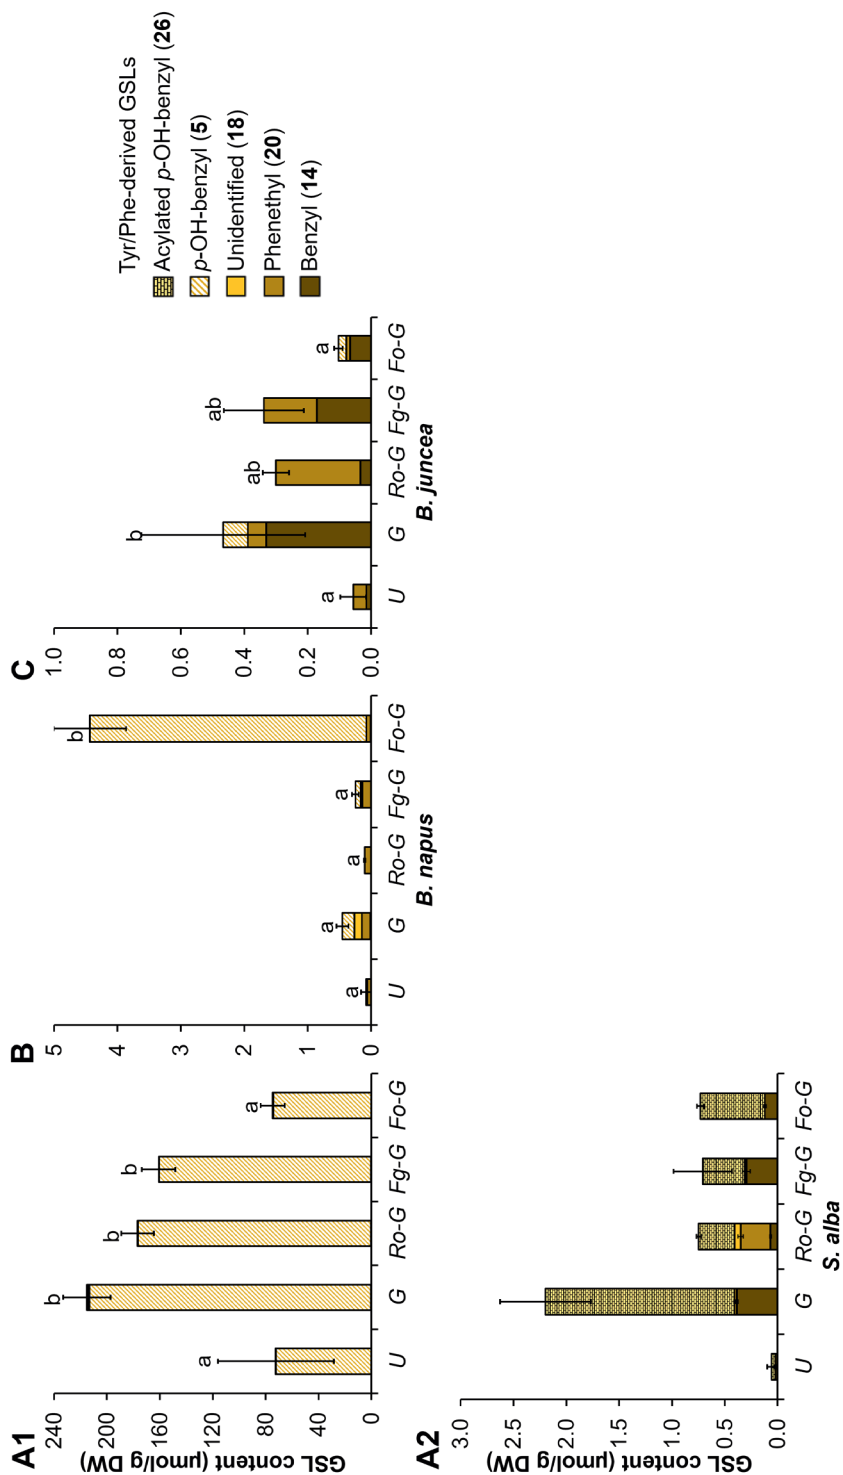 A1
GSL content (µmol/g DW)
240
200
160
120
80
40
0
a
b
b
b
a
U
G
Ro-G
Fg-G
Fo-G
B
5
4
3
2
1
0
a
a
a
a
b
U
G
Ro-G
Fg-G
Fo-G
B. napus
C
1.0
0.8
0.6
0.4
0.2
0.0
a
b
ab
ab
a
U
G
Ro-G
Fg-G
Fo-G
B. juncea
Tyr/Phe-derived GSLs
Acylated p-OH-benzyl (26)
p-OH-benzyl (5)
Unidentified (18)
Phenethyl (20)
Benzyl (14)
A2
GSL content (µmol/g DW)
3.0
2.5
2.0
1.5
1.0
0.5
0.0
U
G
Ro-G
Fg-G
Fo-G
S. alba